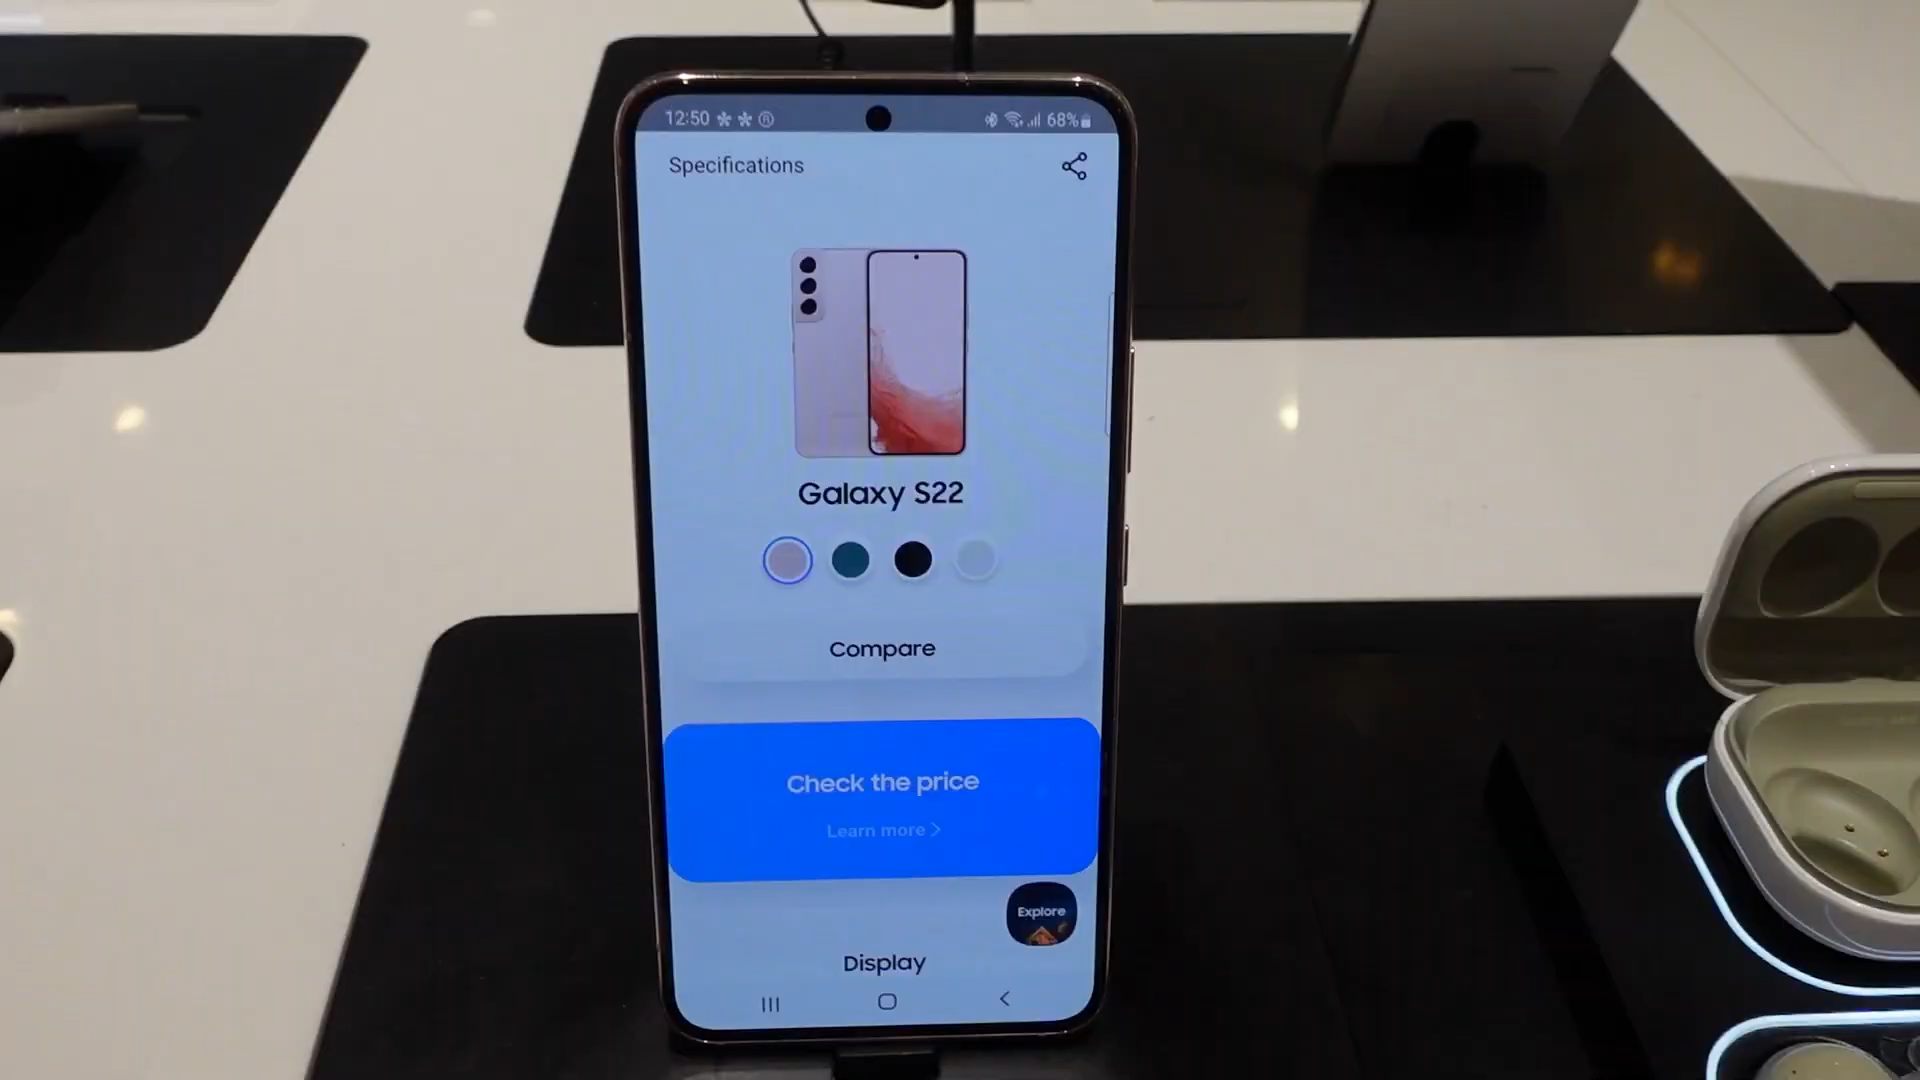 12:50 68%
Specifications
Galaxy S22
Compare
Check the price
Learn more >
Explore
Display